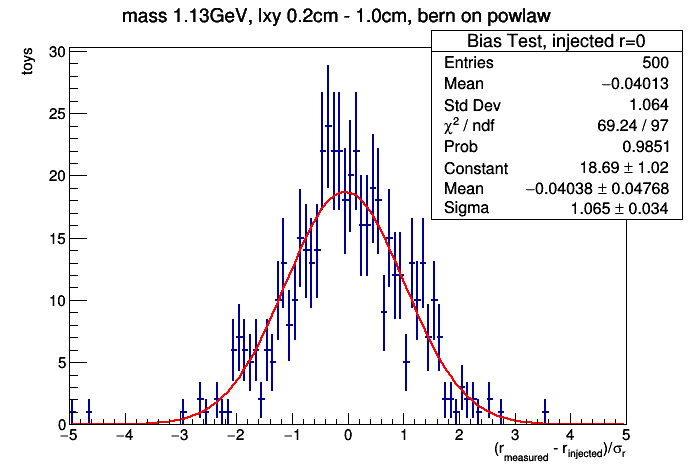 mass 1.13GeV, lxy 0.2cm - 1.0cm, bern on powlaw
toys
Bias Test, injected r=0
Entries 500
Mean −0.04013
Std Dev 1.064
χ² / ndf 69.24 / 97
Prob 0.9851
Constant 18.69 ± 1.02
Mean −0.04038 ± 0.04768
Sigma 1.065 ± 0.034
30
25
20
15
10
5
0
−5 −4 −3 −2 −1 0 1 2 3 4 5
(r_measured - r_injected)/σ_r